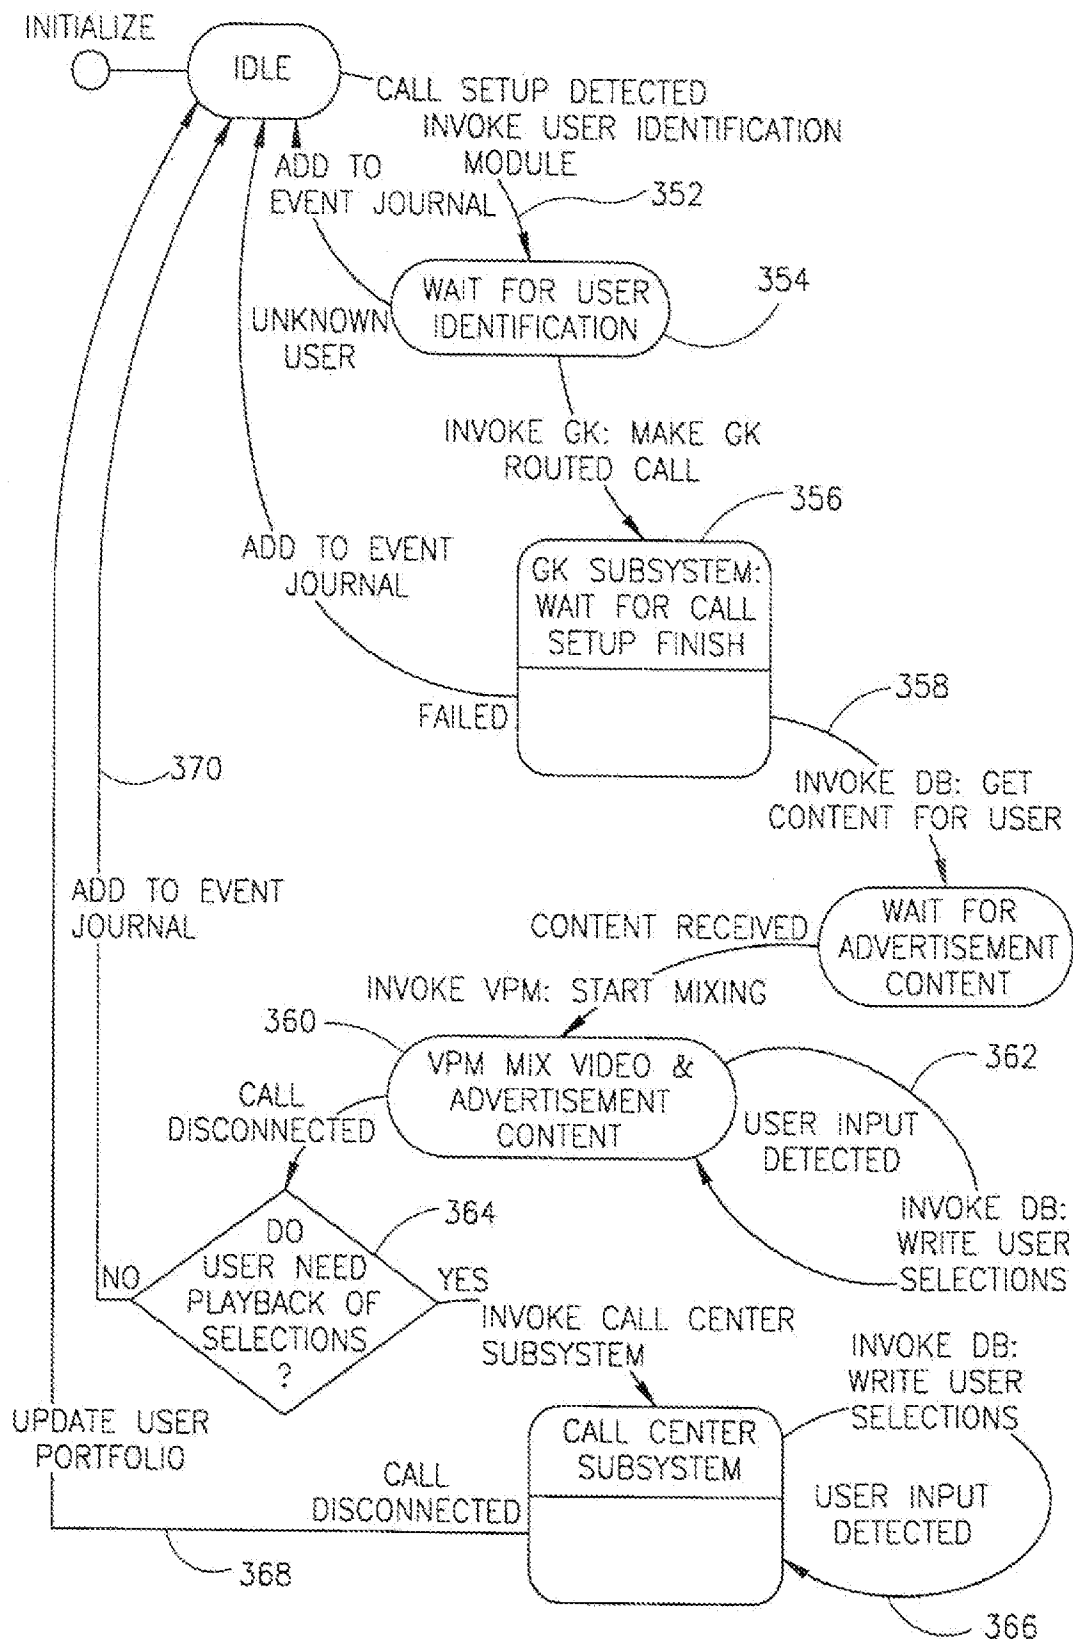 INITIALIZE
IDLE
CALL SETUP DETECTED
INVOKE USER IDENTIFICATION
MODULE
ADD TO
EVENT JOURNAL
352
WAIT FOR USER
IDENTIFICATION
354
UNKNOWN
USER
INVOKE GK: MAKE GK
ROUTED CALL
356
ADD TO EVENT
JOURNAL
GK SUBSYSTEM:
WAIT FOR CALL
SETUP FINISH
FAILED
358
370
INVOKE DB: GET
CONTENT FOR USER
ADD TO EVENT
JOURNAL
WAIT FOR
ADVERTISEMENT
CONTENT
CONTENT RECEIVED
INVOKE VPM: START MIXING
360
VPM MIX VIDEO &
ADVERTISEMENT
CONTENT
362
CALL
DISCONNECTED
USER INPUT
DETECTED
INVOKE DB:
WRITE USER
SELECTIONS
364
DO
USER NEED
PLAYBACK OF
SELECTIONS
?
NO
YES
INVOKE CALL CENTER
SUBSYSTEM
INVOKE DB:
WRITE USER
SELECTIONS
UPDATE USER
PORTFOLIO
CALL CENTER
SUBSYSTEM
CALL
DISCONNECTED
USER INPUT
DETECTED
368
366